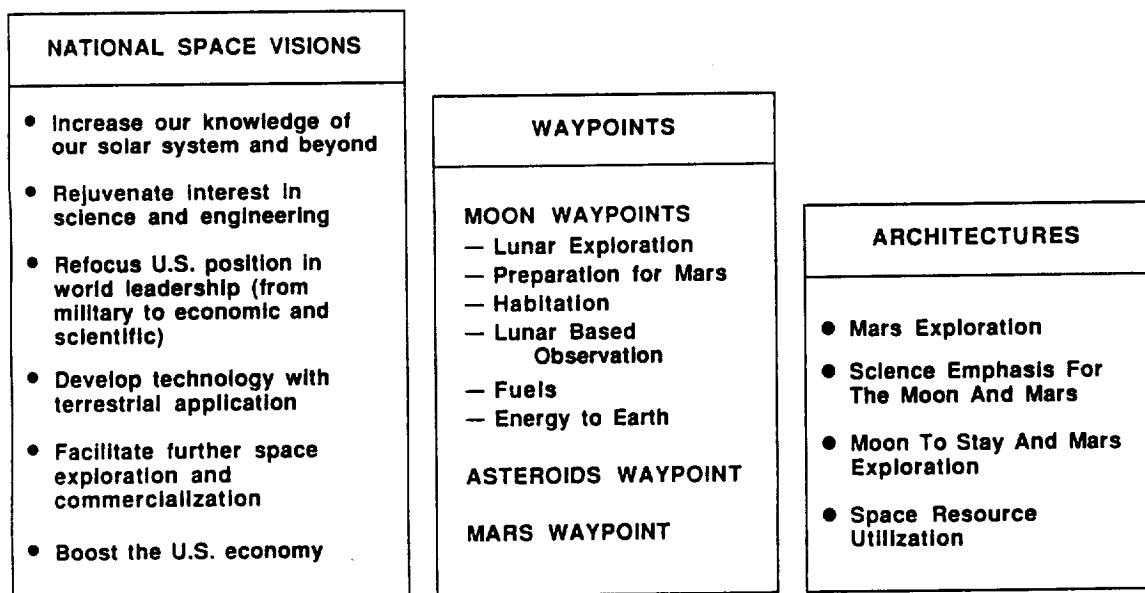 NATIONAL SPACE VISIONS
• Increase our knowledge of
our solar system and beyond
• Rejuvenate interest in
science and engineering
• Refocus U.S. position in
world leadership (from
military to economic and
scientific)
• Develop technology with
terrestrial application
• Facilitate further space
exploration and
commercialization
• Boost the U.S. economy
WAYPOINTS
MOON WAYPOINTS
— Lunar Exploration
— Preparation for Mars
— Habitation
— Lunar Based
Observation
— Fuels
— Energy to Earth
ASTEROIDS WAYPOINT
MARS WAYPOINT
ARCHITECTURES
• Mars Exploration
• Science Emphasis For
The Moon And Mars
• Moon To Stay And Mars
Exploration
• Space Resource
Utilization